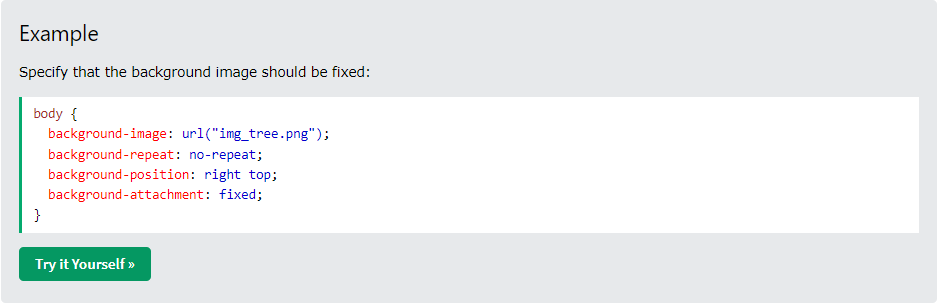 Example
Specify that the background image should be fixed:
body {
  background-image: url("img_tree.png");
  background-repeat: no-repeat;
  background-position: right top;
  background-attachment: fixed;
}
Try it Yourself »